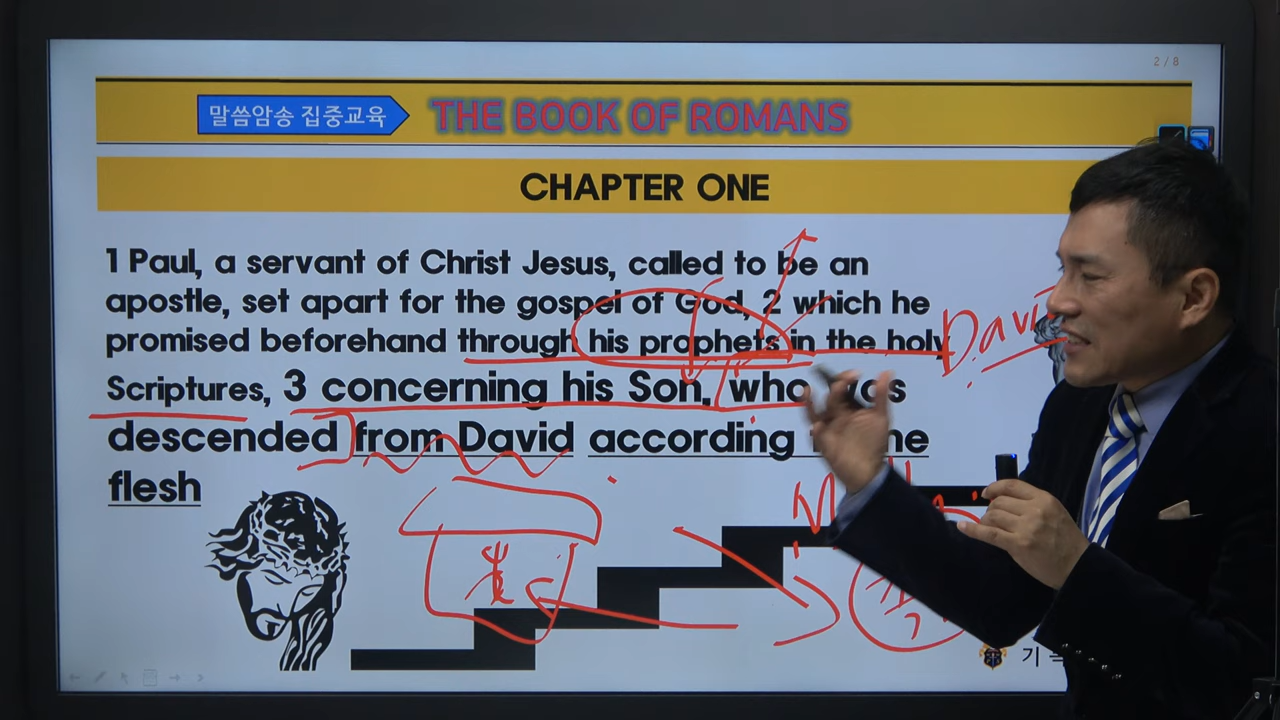 2 / 8
말씀암송 집중교육
THE BOOK OF ROMANS
CHAPTER ONE
1 Paul, a servant of Christ Jesus, called to be an
apostle, set apart for the gospel of God, 2 which he
promised beforehand through his prophets in the holy
David
Scriptures, 3 concerning his Son, who was
descended from David according
flesh
기